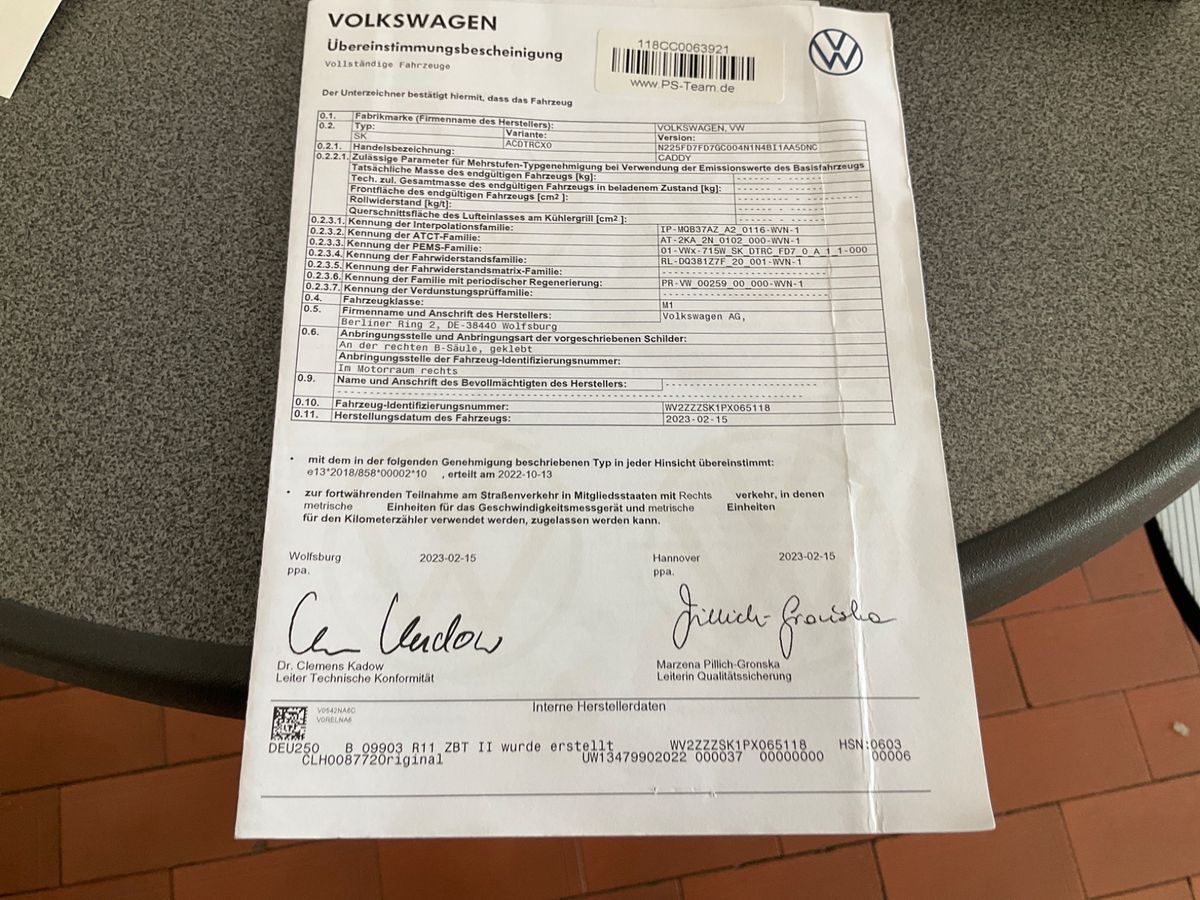 VOLKSWAGEN
Übereinstimmungsbescheinigung
Vollständige Fahrzeuge
118CC0063921
www.PS-Team.de
Der Unterzeichner bestätigt hiermit, dass das Fahrzeug
0.1. Fabrikmarke (Firmenname des Herstellers): VOLKSWAGEN, VW
0.2. Typ: Variante: Version:
SK ACDTRCX0 N225FD7FD7GC004N1N4BI1AA5DNC
0.2.1. Handelsbezeichnung: CADDY
0.2.2.1. Zulässige Parameter für Mehrstufen-Typgenehmigung bei Verwendung der Emissionswerte des Basisfahrzeugs
Tatsächliche Masse des endgültigen Fahrzeugs [kg]: ------ - ------
Tech. zul. Gesamtmasse des endgültigen Fahrzeugs in beladenem Zustand [kg]: ------ - ------
Frontfläche des endgültigen Fahrzeugs [cm²]: ------ - ------
Rollwiderstand [kg/t]: ------ - ------
Querschnittsfläche des Lufteinlasses am Kühlergrill [cm²]: ------ - ------
0.2.3.1. Kennung der Interpolationsfamilie: IP-MQB37AZ_A2_0116-WVN-1
0.2.3.2. Kennung der ATCT-Familie: AT-2KA_2N_0102_000-WVN-1
0.2.3.3. Kennung der PEMS-Familie: 01-VWx-715W_SK_DTRC_FD7_0_A_1_1-000
0.2.3.4. Kennung der Fahrwiderstandsfamilie: RL-DQ381Z7F_20_001-WVN-1
0.2.3.5. Kennung der Fahrwiderstandsmatrix-Familie: ------------------------
0.2.3.6. Kennung der Familie mit periodischer Regenerierung: PR-VW_00259_00_000-WVN-1
0.2.3.7. Kennung der Verdunstungsprüffamilie: ------------------------
0.4. Fahrzeugklasse: M1
0.5. Firmenname und Anschrift des Herstellers: Volkswagen AG,
Berliner Ring 2, DE-38440 Wolfsburg
0.6. Anbringungsstelle und Anbringungsart der vorgeschriebenen Schilder:
An der rechten B-Säule, geklebt
Anbringungsstelle der Fahrzeug-Identifizierungsnummer:
Im Motorraum rechts
0.9. Name und Anschrift des Bevollmächtigten des Herstellers: ----------------------
0.10. Fahrzeug-Identifizierungsnummer: WV2ZZZSK1PX065118
0.11. Herstellungsdatum des Fahrzeugs: 2023-02-15
• mit dem in der folgenden Genehmigung beschriebenen Typ in jeder Hinsicht übereinstimmt:
e13*2018/858*00002*10 , erteilt am 2022-10-13
• zur fortwährenden Teilnahme am Straßenverkehr in Mitgliedsstaaten mit Rechts verkehr, in denen
metrische Einheiten für das Geschwindigkeitsmessgerät und metrische Einheiten
für den Kilometerzähler verwendet werden, zugelassen werden kann.
Wolfsburg 2023-02-15 Hannover 2023-02-15
ppa. ppa.
Dr. Clemens Kadow Marzena Pillich-Gronska
Leiter Technische Konformität Leiterin Qualitätssicherung
Interne Herstellerdaten
V0542NA6C
VORELNA6
DEU250 B 09903 R11 ZBT II wurde erstellt WV2ZZZSK1PX065118 HSN:0603
CLH008772Original UW13479902022 000037 00000000 00006